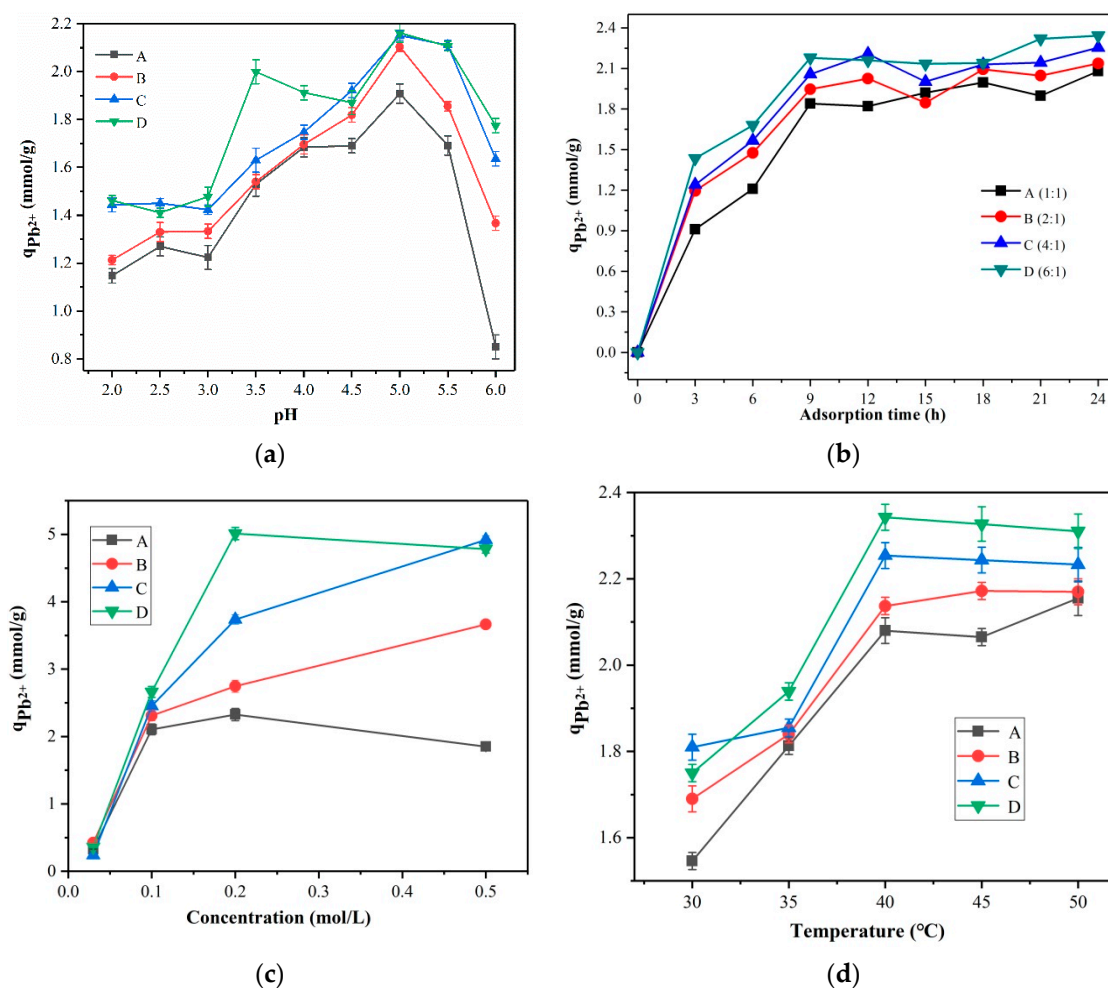 2.2
2.0
1.8
1.6
1.4
1.2
1.0
0.8
qPb2+ (mmol/g)
A
B
C
D
2.0 2.5 3.0 3.5 4.0 4.5 5.0 5.5 6.0
pH
(a)
2.4
2.1
1.8
1.5
1.2
0.9
0.6
0.3
0.0
qPb2+ (mmol/g)
A (1:1)
B (2:1)
C (4:1)
D (6:1)
0 3 6 9 12 15 18 21 24
Adsorption time (h)
(b)
5
4
3
2
1
0
qPb2+ (mmol/g)
A
B
C
D
0.0 0.1 0.2 0.3 0.4 0.5
Concentration (mol/L)
(c)
2.4
2.2
2.0
1.8
1.6
qPb2+ (mmol/g)
A
B
C
D
30 35 40 45 50
Temperature (℃)
(d)